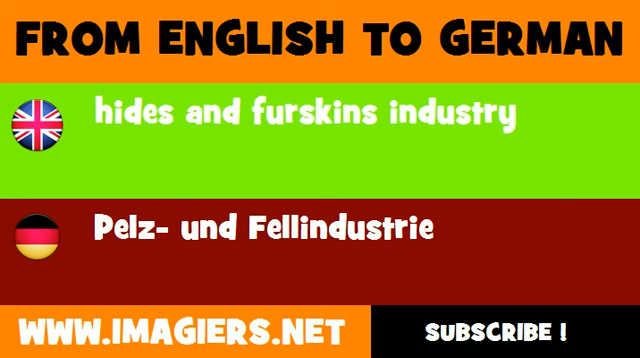 FROM ENGLISH TO GERMAN
hides and furskins industry
Pelz- und Fellindustrie
WWW.IMAGIERS.NET
SUBSCRIBE !